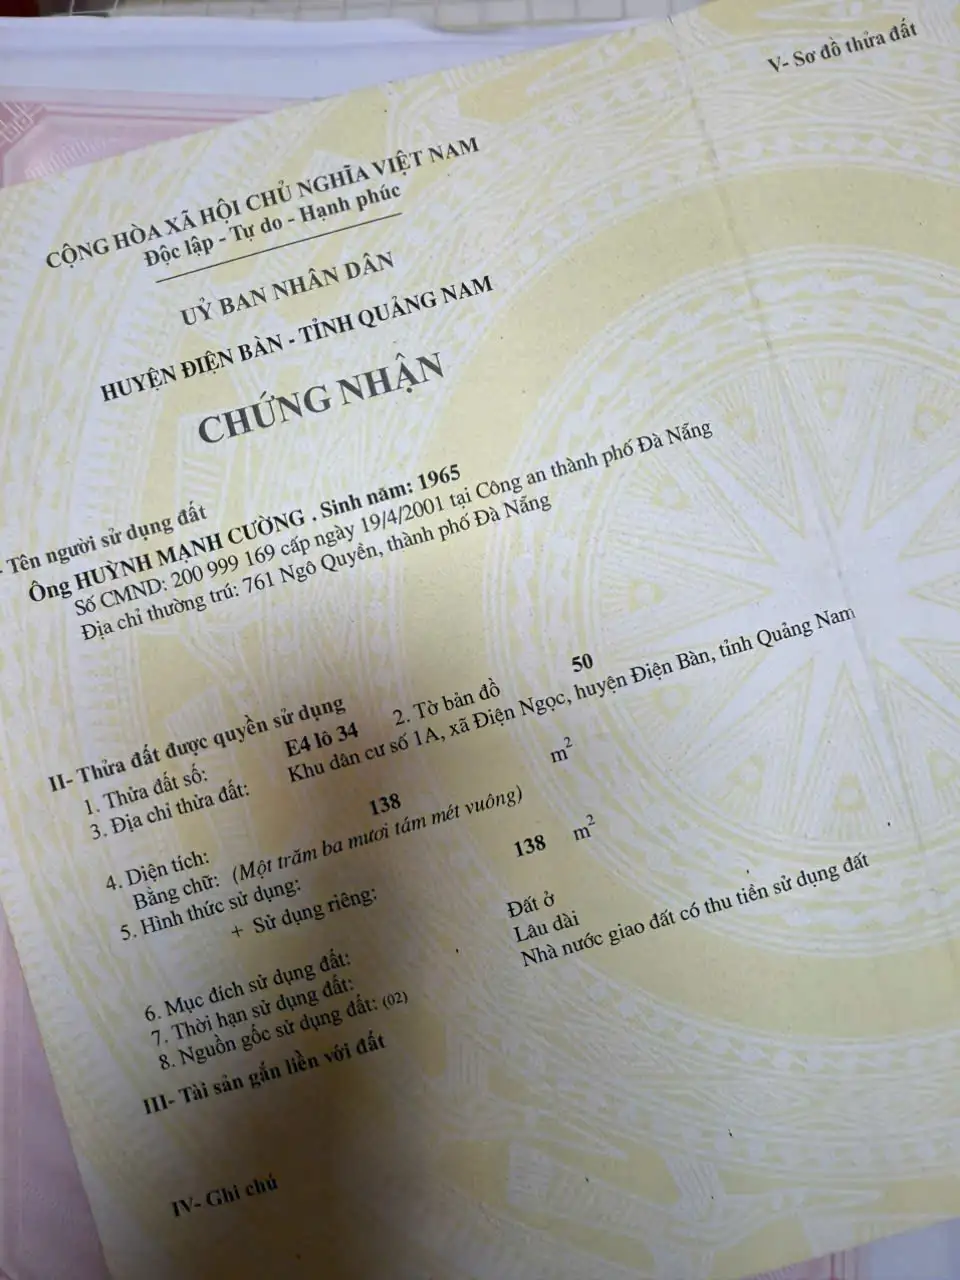 V- Sơ đồ thửa đất
CỘNG HÒA XÃ HỘI CHỦ NGHĨA VIỆT NAM
Độc lập - Tự do - Hạnh phúc
UỶ BAN NHÂN DÂN
HUYỆN ĐIỆN BÀN - TỈNH QUẢNG NAM
CHỨNG NHẬN
- Tên người sử dụng đất
Ông HUỲNH MẠNH CƯỜNG . Sinh năm: 1965
Số CMND: 200 999 169 cấp ngày 19/4/2001 tại Công an thành phố Đà Nẵng
Địa chỉ thường trú: 761 Ngô Quyền, thành phố Đà Nẵng
II- Thửa đất được quyền sử dụng
1. Thửa đất số: E4 lô 34 2. Tờ bản đồ 50
3. Địa chỉ thửa đất: Khu dân cư số 1A, xã Điện Ngọc, huyện Điện Bàn, tỉnh Quảng Nam
4. Diện tích: 138 m²
Bằng chữ: (Một trăm ba mươi tám mét vuông)
5. Hình thức sử dụng:
+ Sử dụng riêng: 138 m²
6. Mục đích sử dụng đất: Đất ở
7. Thời hạn sử dụng đất: Lâu dài
8. Nguồn gốc sử dụng đất: (02) Nhà nước giao đất có thu tiền sử dụng đất
III- Tài sản gắn liền với đất
IV- Ghi chú